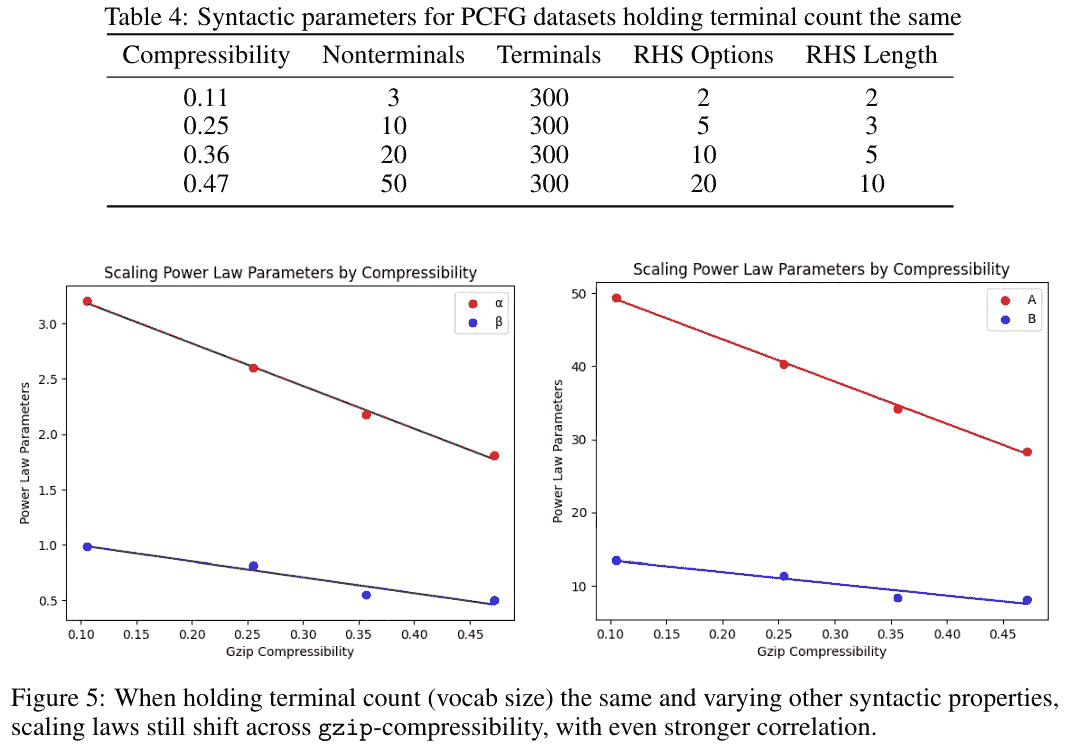 Table 4: Syntactic parameters for PCFG datasets holding terminal count the same
Compressibility Nonterminals Terminals RHS Options RHS Length
0.11 3 300 2 2
0.25 10 300 5 3
0.36 20 300 10 5
0.47 50 300 20 10
Scaling Power Law Parameters by Compressibility
α
β
3.0
2.5
2.0
1.5
1.0
0.5
Power Law Parameters
0.10 0.15 0.20 0.25 0.30 0.35 0.40 0.45
Gzip Compressibility
Scaling Power Law Parameters by Compressibility
A
B
50
40
30
20
10
Power Law Parameters
0.10 0.15 0.20 0.25 0.30 0.35 0.40 0.45
Gzip Compressibility
Figure 5: When holding terminal count (vocab size) the same and varying other syntactic properties,
scaling laws still shift across gzip-compressibility, with even stronger correlation.